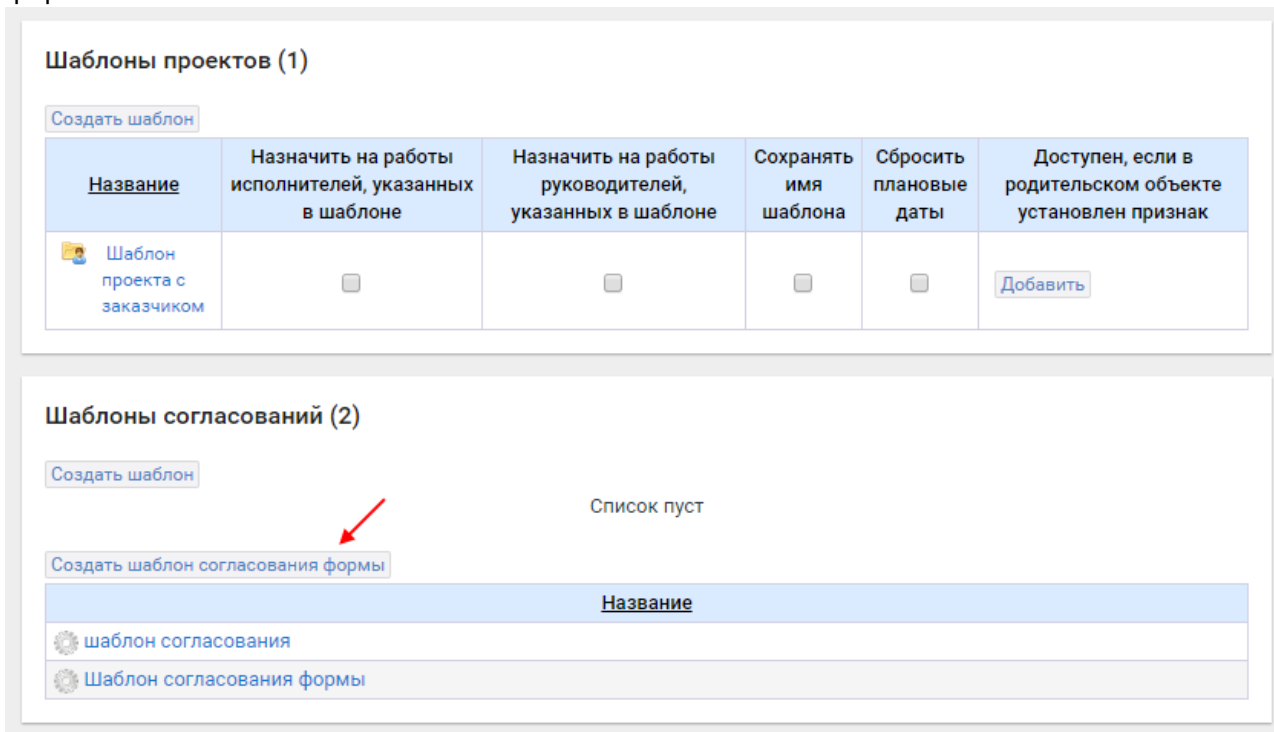 Шаблоны проектов (1)
Создать шаблон
Название
Назначить на работы
исполнителей, указанных
в шаблоне
Назначить на работы
руководителей,
указанных в шаблоне
Сохранять
имя
шаблона
Сбросить
плановые
даты
Доступен, если в
родительском объекте
установлен признак
Шаблон
проекта с
заказчиком
Добавить
Шаблоны согласований (2)
Создать шаблон
Список пуст
Создать шаблон согласования формы
Название
шаблон согласования
Шаблон согласования формы